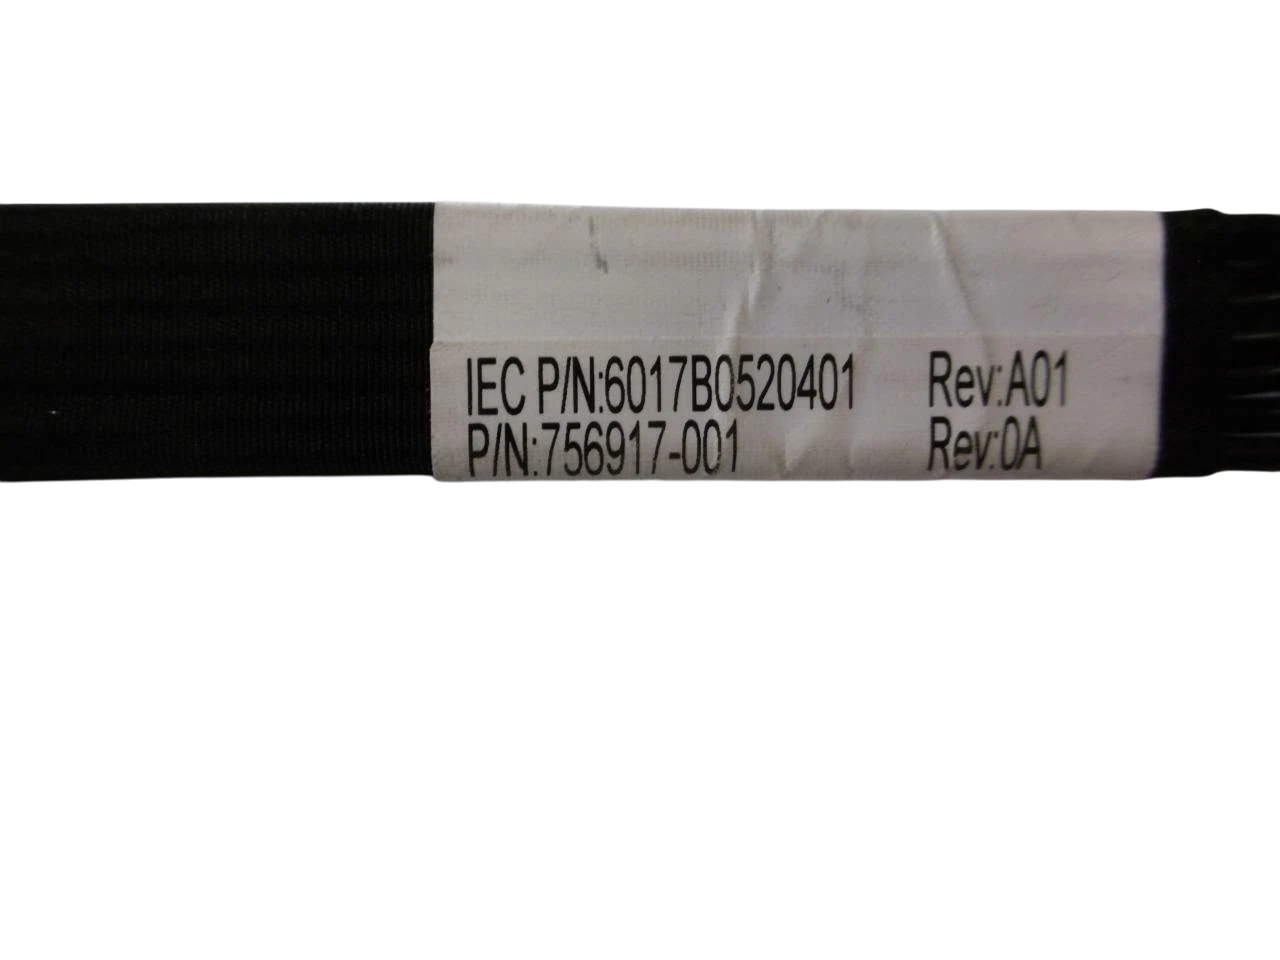 IEC P/N:6017B0520401 Rev:A01
P/N:756917-001 Rev:0A